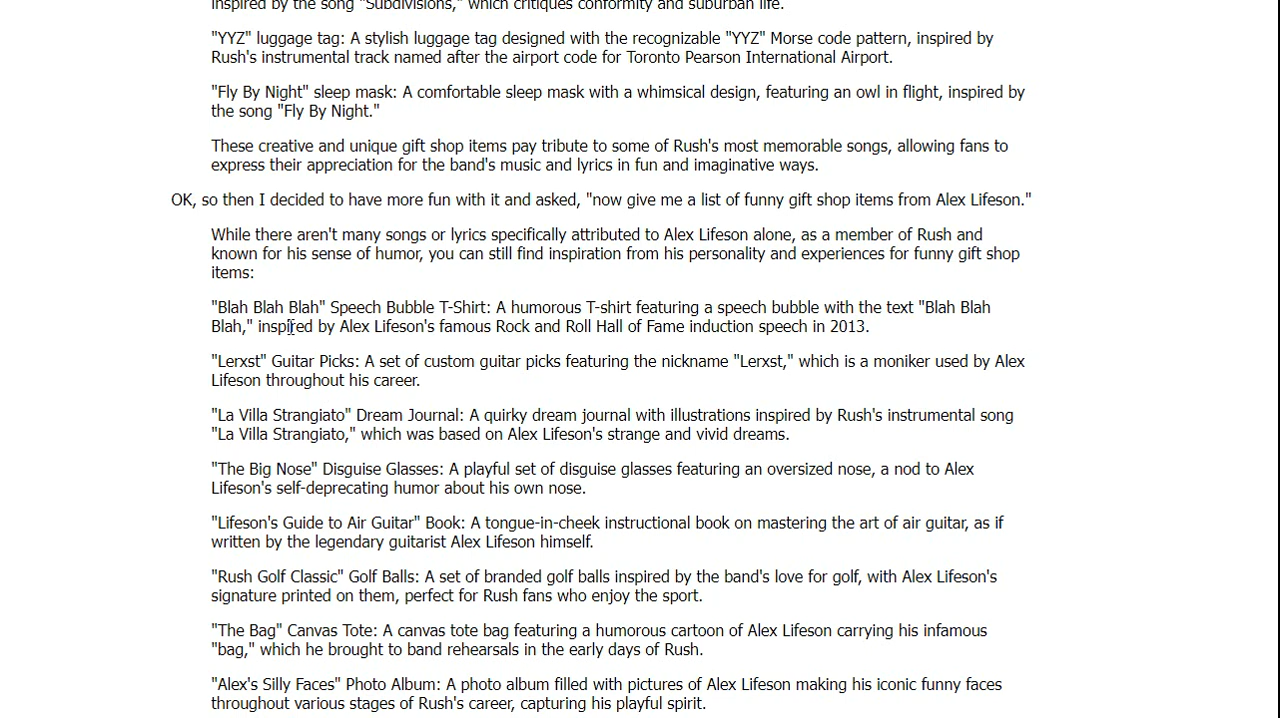 inspired by the song "Subdivisions," which critiques conformity and suburban life.
"YYZ" luggage tag: A stylish luggage tag designed with the recognizable "YYZ" Morse code pattern, inspired by
Rush's instrumental track named after the airport code for Toronto Pearson International Airport.
"Fly By Night" sleep mask: A comfortable sleep mask with a whimsical design, featuring an owl in flight, inspired by
the song "Fly By Night."
These creative and unique gift shop items pay tribute to some of Rush's most memorable songs, allowing fans to
express their appreciation for the band's music and lyrics in fun and imaginative ways.
OK, so then I decided to have more fun with it and asked, "now give me a list of funny gift shop items from Alex Lifeson."
While there aren't many songs or lyrics specifically attributed to Alex Lifeson alone, as a member of Rush and
known for his sense of humor, you can still find inspiration from his personality and experiences for funny gift shop
items:
"Blah Blah Blah" Speech Bubble T-Shirt: A humorous T-shirt featuring a speech bubble with the text "Blah Blah
Blah," inspired by Alex Lifeson's famous Rock and Roll Hall of Fame induction speech in 2013.
"Lerxst" Guitar Picks: A set of custom guitar picks featuring the nickname "Lerxst," which is a moniker used by Alex
Lifeson throughout his career.
"La Villa Strangiato" Dream Journal: A quirky dream journal with illustrations inspired by Rush's instrumental song
"La Villa Strangiato," which was based on Alex Lifeson's strange and vivid dreams.
"The Big Nose" Disguise Glasses: A playful set of disguise glasses featuring an oversized nose, a nod to Alex
Lifeson's self-deprecating humor about his own nose.
"Lifeson's Guide to Air Guitar" Book: A tongue-in-cheek instructional book on mastering the art of air guitar, as if
written by the legendary guitarist Alex Lifeson himself.
"Rush Golf Classic" Golf Balls: A set of branded golf balls inspired by the band's love for golf, with Alex Lifeson's
signature printed on them, perfect for Rush fans who enjoy the sport.
"The Bag" Canvas Tote: A canvas tote bag featuring a humorous cartoon of Alex Lifeson carrying his infamous
"bag," which he brought to band rehearsals in the early days of Rush.
"Alex's Silly Faces" Photo Album: A photo album filled with pictures of Alex Lifeson making his iconic funny faces
throughout various stages of Rush's career, capturing his playful spirit.